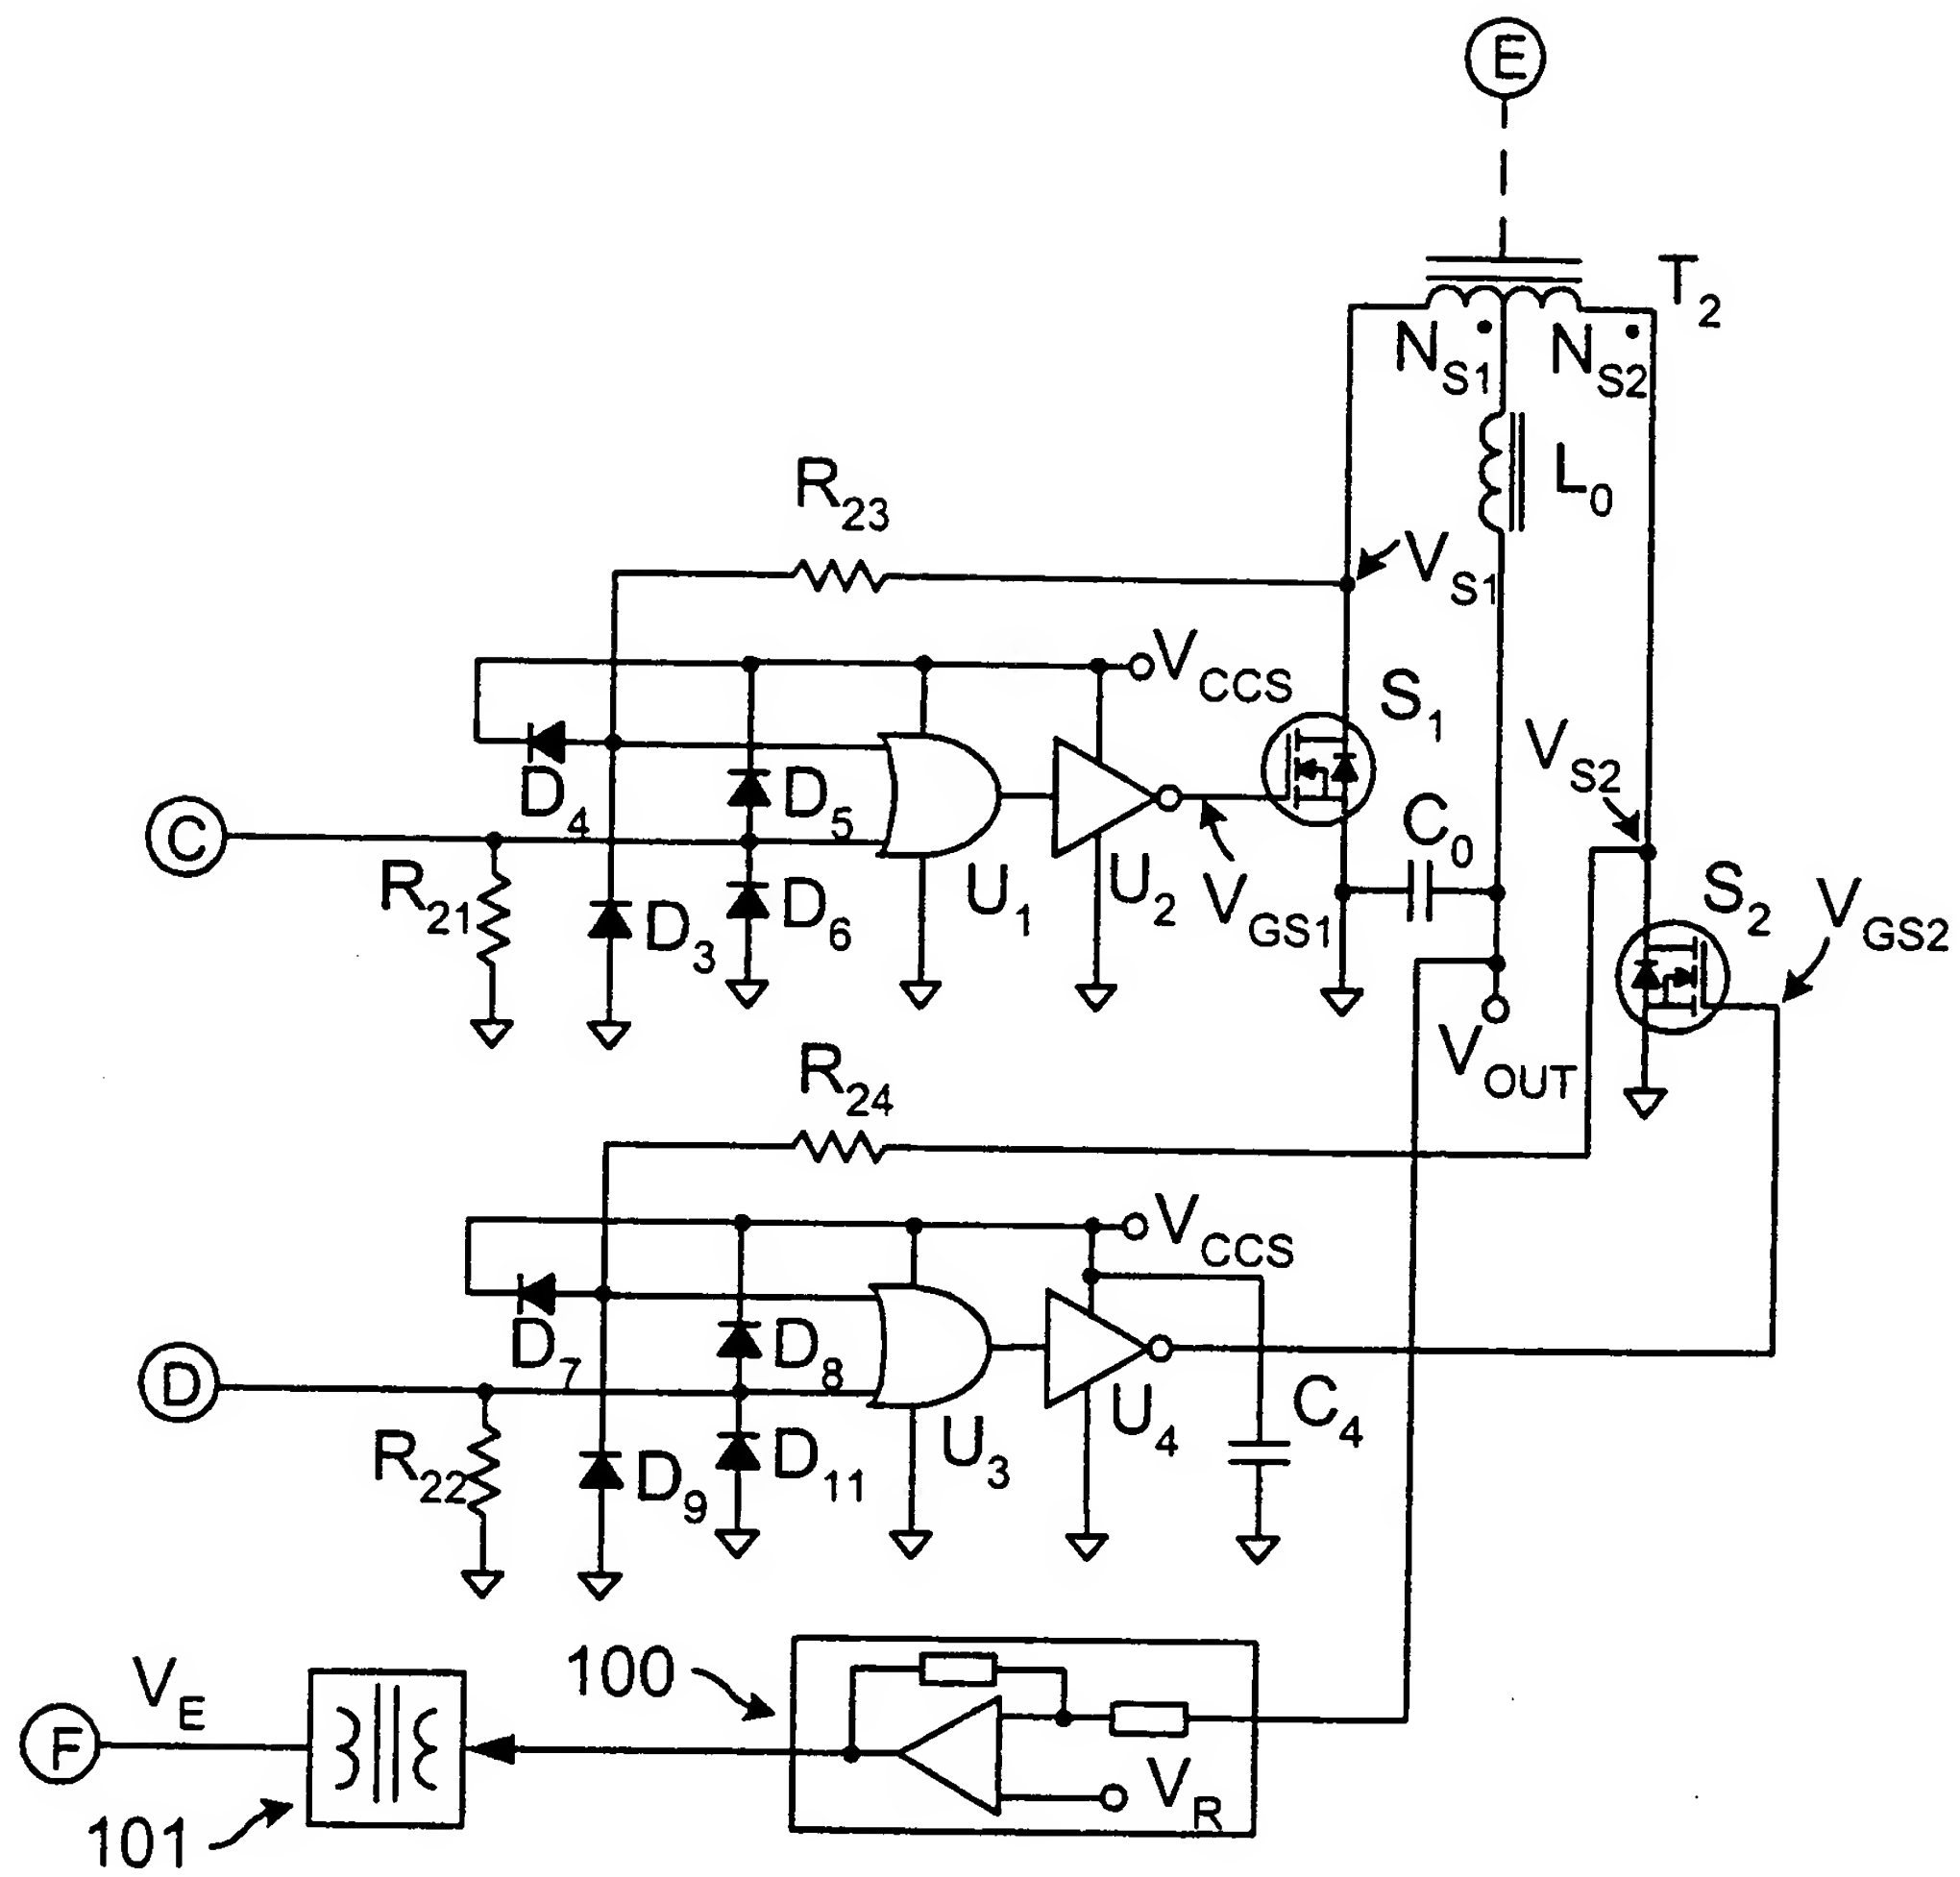 E
T2
NS1
NS2
L0
R23
VS1
VCCS
S1
VS2
D4
D5
C0
C
R21
D3
D6
U1
U2
VGS1
S2
VGS2
VOUT
R24
VCCS
D7
D8
D
R22
D9
D11
U3
U4
C4
100
VE
F
VR
101